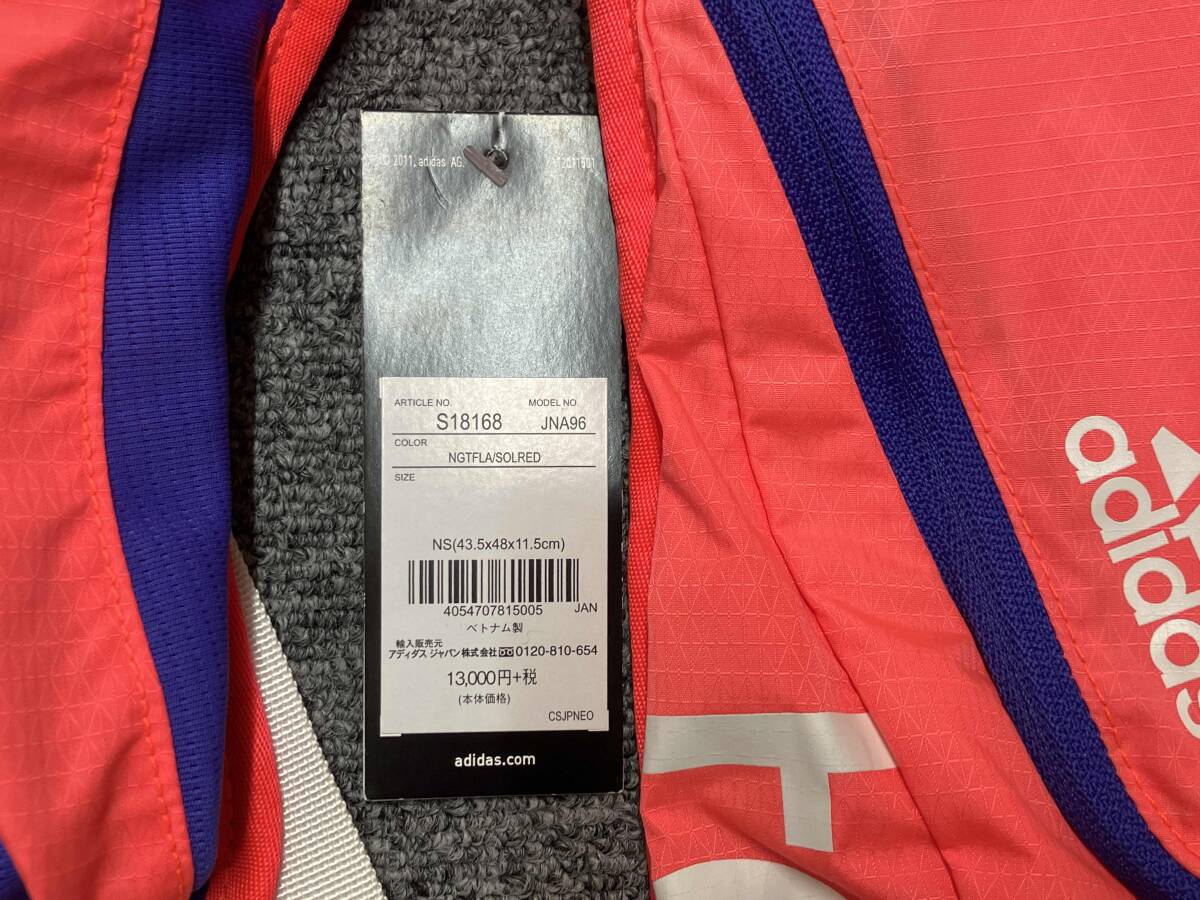 © 2011, adidas AG.
ARTICLE NO. MODEL NO.
S18168 JNA96
COLOR
NGTFLA/SOLRED
SIZE
NS(43.5x48x11.5cm)
4054707815005 JAN
ベトナム製
輸入販売元
アディダス ジャパン株式会社 0120-810-654
13,000円+税
(本体価格)
CSJPNEO
adidas.com
adidas